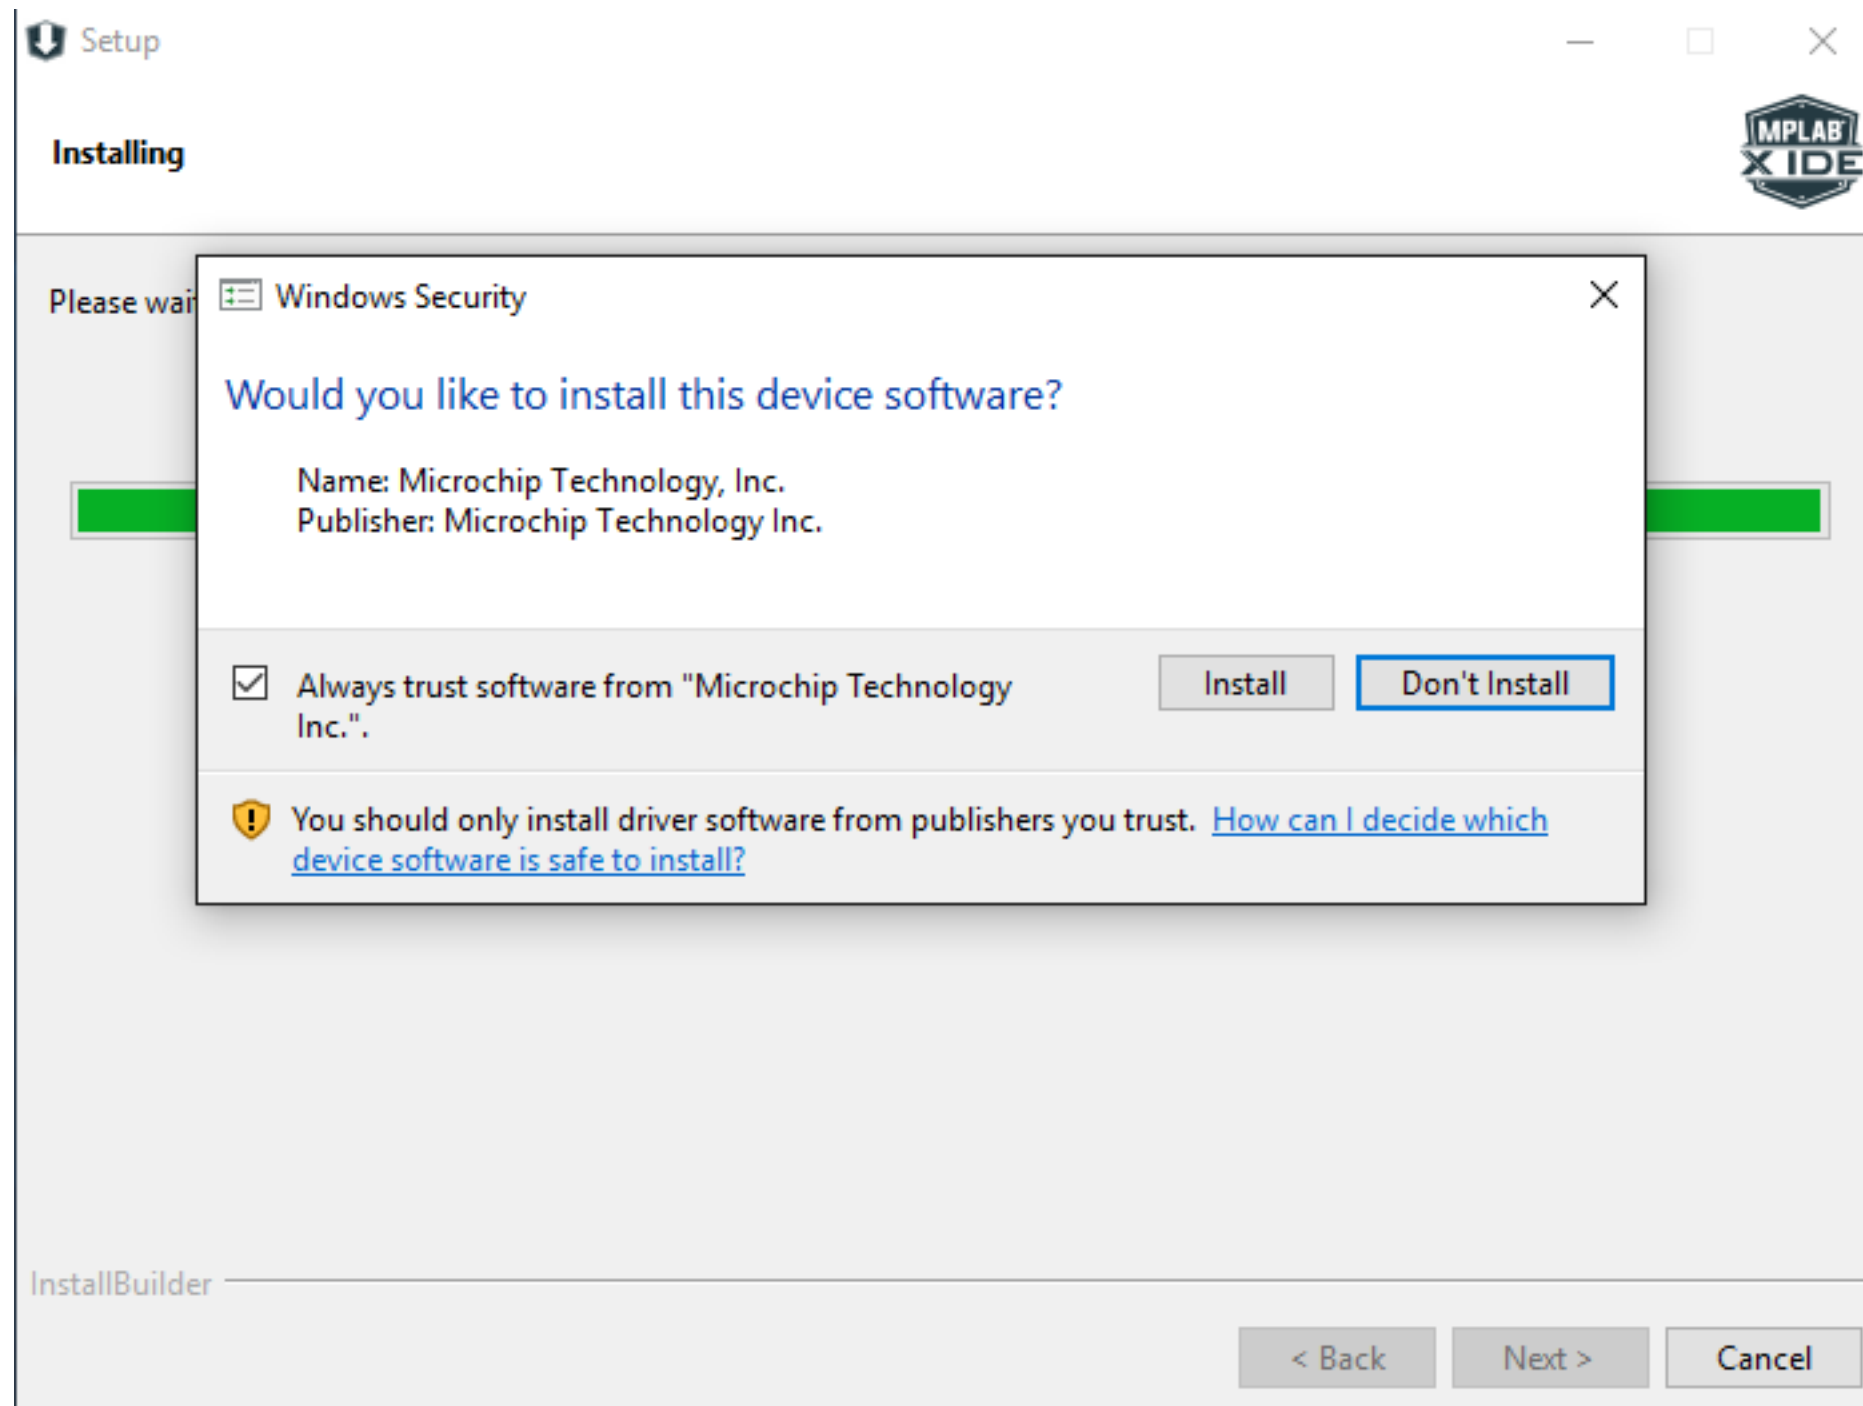 Setup
Installing
MPLAB
X IDE
Please wai
Windows Security
Would you like to install this device software?
Name: Microchip Technology, Inc.
Publisher: Microchip Technology Inc.
Always trust software from "Microchip Technology
Inc.".
Install
Don't Install
You should only install driver software from publishers you trust. How can I decide which
device software is safe to install?
InstallBuilder
< Back
Next >
Cancel